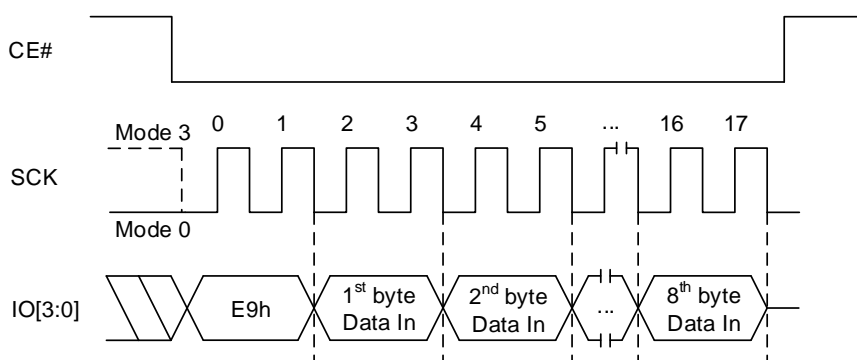 CE#
Mode 3 0 1 2 3 4 5 ... 16 17
SCK
Mode 0
IO[3:0] E9h 1st byte Data In 2nd byte Data In ... 8th byte Data In